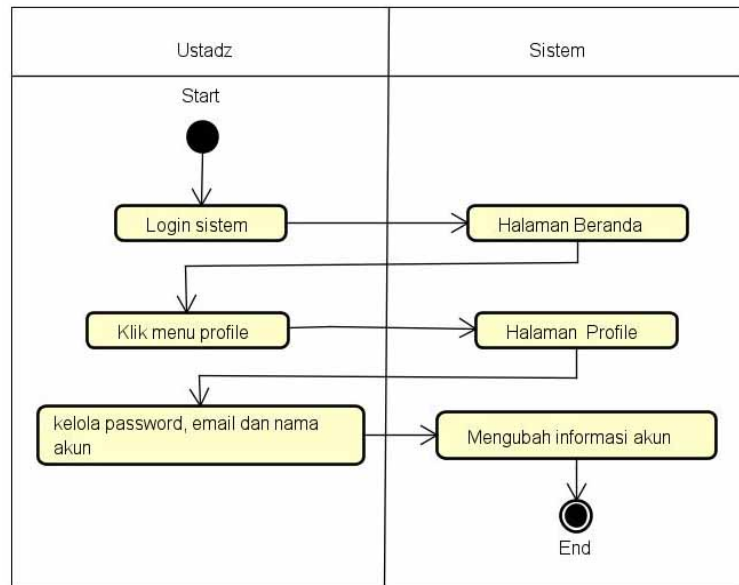 Ustadz
Sistem
Start
Login sistem
Halaman Beranda
Klik menu profile
Halaman Profile
kelola password, email dan nama
akun
Mengubah informasi akun
End